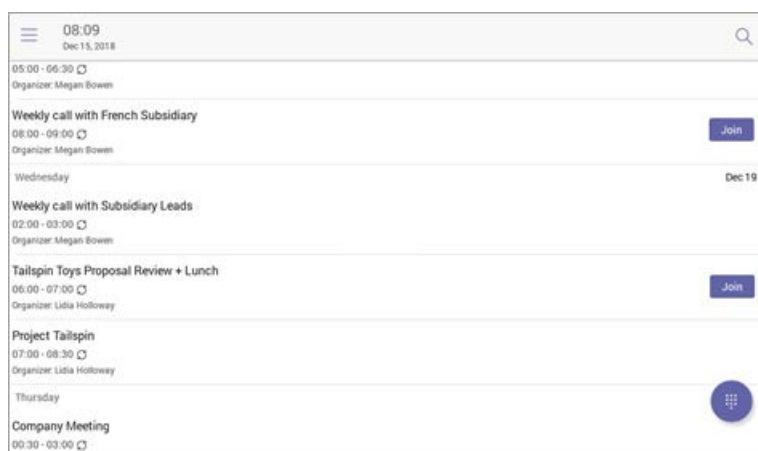 08:09
Dec 15, 2018
05:00 - 06:30
Organizer: Megan Bowen
Weekly call with French Subsidiary
08:00 - 09:00
Organizer: Megan Bowen
Join
Wednesday
Dec 19
Weekly call with Subsidiary Leads
02:00 - 03:00
Organizer: Megan Bowen
Tailspin Toys Proposal Review + Lunch
06:00 - 07:00
Organizer: Lidia Holloway
Join
Project Tailspin
07:00 - 08:30
Organizer: Lidia Holloway
Thursday
Company Meeting
00:30 - 03:00